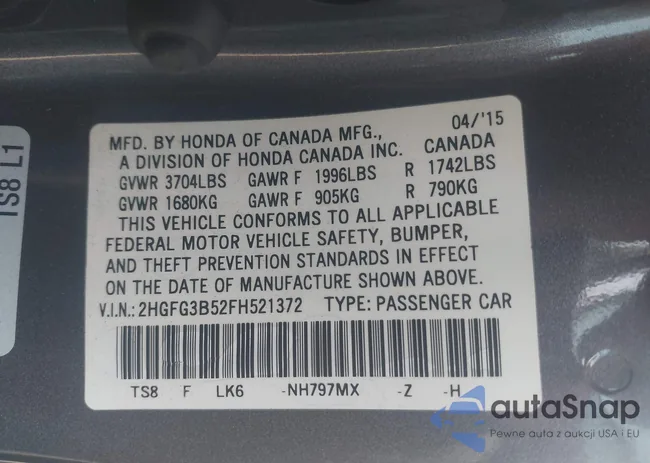 TS8 L1
04/'15
MFD. BY HONDA OF CANADA MFG., CANADA
A DIVISION OF HONDA CANADA INC.
GVWR 3704LBS GAWR F 1996LBS R 1742LBS
GVWR 1680KG GAWR F 905KG R 790KG
THIS VEHICLE CONFORMS TO ALL APPLICABLE
FEDERAL MOTOR VEHICLE SAFETY, BUMPER,
AND THEFT PREVENTION STANDARDS IN EFFECT
ON THE DATE OF MANUFACTURE SHOWN ABOVE.
V.I.N.: 2HGFG3B52FH521372 TYPE: PASSENGER CAR
TS8 F LK6 -NH797MX -Z -H
autoSnap
Pewne auta z aukcji USA i EU